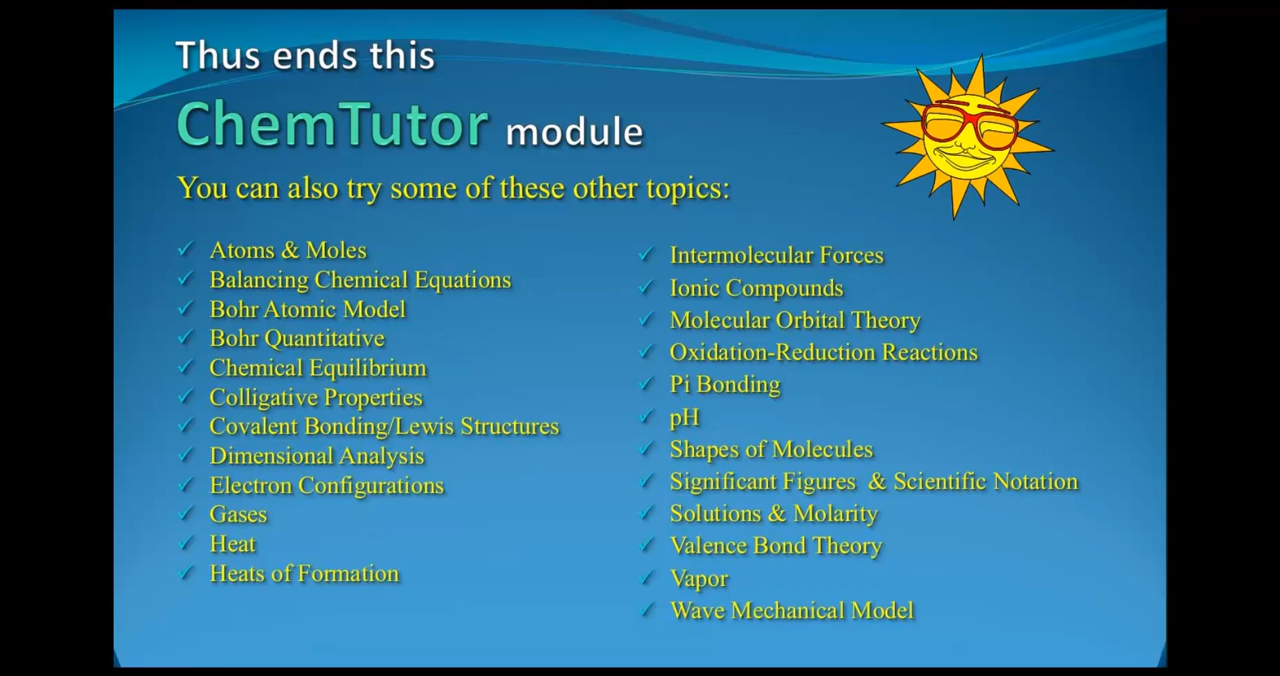 Thus ends this
ChemTutor module
You can also try some of these other topics:
Atoms & Moles
Balancing Chemical Equations
Bohr Atomic Model
Bohr Quantitative
Chemical Equilibrium
Colligative Properties
Covalent Bonding/Lewis Structures
Dimensional Analysis
Electron Configurations
Gases
Heat
Heats of Formation
Intermolecular Forces
Ionic Compounds
Molecular Orbital Theory
Oxidation-Reduction Reactions
Pi Bonding
pH
Shapes of Molecules
Significant Figures & Scientific Notation
Solutions & Molarity
Valence Bond Theory
Vapor
Wave Mechanical Model